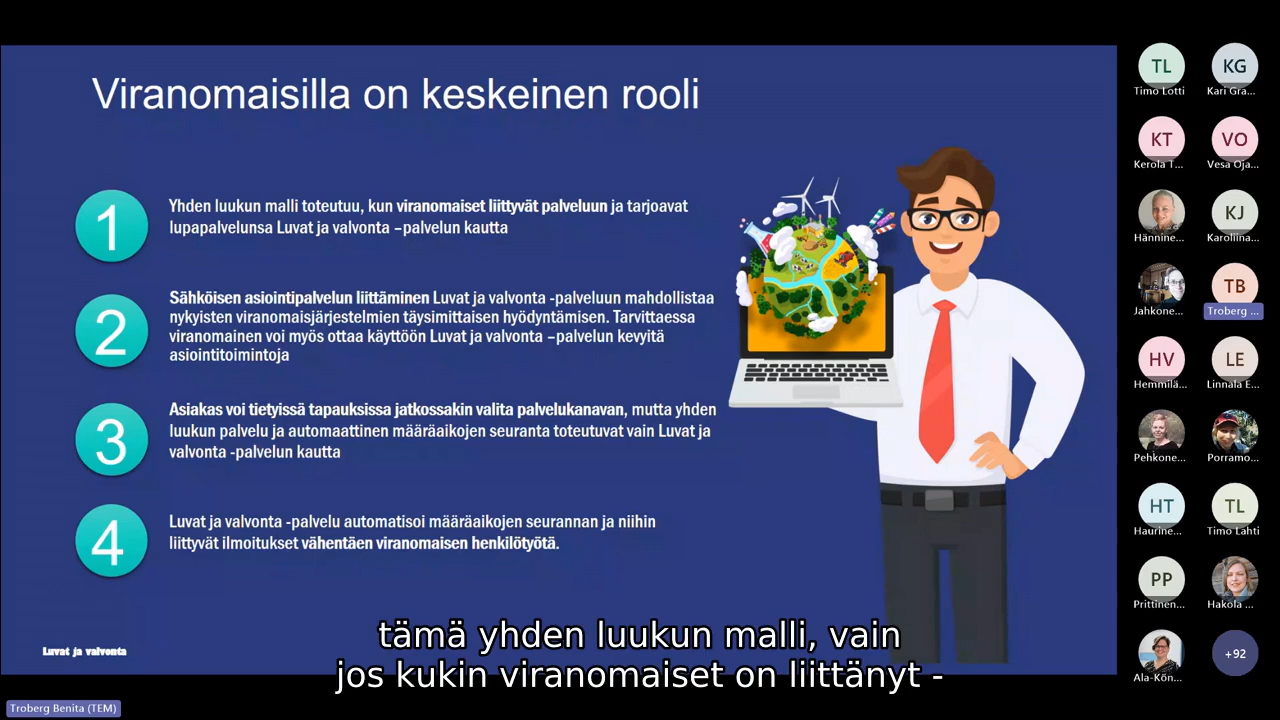 Viranomaisilla on keskeinen rooli
1
Yhden luukun malli toteutuu, kun viranomaiset liittyvät palveluun ja tarjoavat
lupapalvelunsa Luvat ja valvonta –palvelun kautta
2
Sähköisen asiointipalvelun liittäminen Luvat ja valvonta -palveluun mahdollistaa
nykyisten viranomaisjärjestelmien täysimittaisen hyödyntämisen. Tarvittaessa
viranomainen voi myös ottaa käyttöön Luvat ja valvonta –palvelun kevyitä
asiointitoimintoja
3
Asiakas voi tietyissä tapauksissa jatkossakin valita palvelukanavan, mutta yhden
luukun palvelu ja automaattinen määräaikojen seuranta toteutuvat vain Luvat ja
valvonta -palvelun kautta
4
Luvat ja valvonta -palvelu automatisoi määräaikojen seurannan ja niihin
liittyvät ilmoitukset vähentäen viranomaisen henkilötyötä.
Luvat ja valvonta
tämä yhden luukun malli, vain
jos kukin viranomaiset on liittänyt -
Troberg Benita (TEM)
TL KG
Timo Lotti Kari Gra...
KT VO
Kerola T... Vesa Oja...
KJ
Hännine... Karoliina...
TB
Jahkone... Troberg ...
HV LE
Hemmilä... Linnala E...
Pehkone... Porramo...
HT TL
Haurine... Timo Lahti
PP
Prittinen... Hakola ...
+92
Ala-Kön...